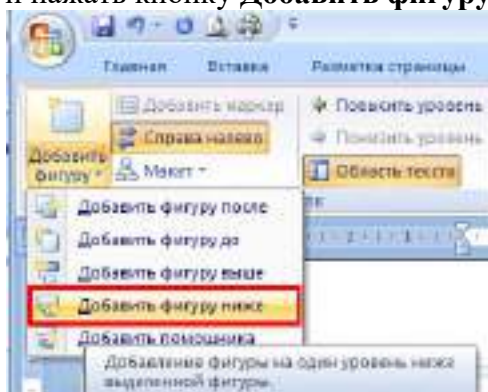 и нажать кнопку Добавить фигуру
Главная Вставка Разметка страницы
Добавить маркер Повысить уровень
Справа налево Понизить уровень
Добавить фигуру Макет Область текста
Добавить фигуру после
Добавить фигуру до
Добавить фигуру выше
Добавить фигуру ниже
Добавить помощника
Добавление фигуры на один уровень ниже
выделенной фигуры.